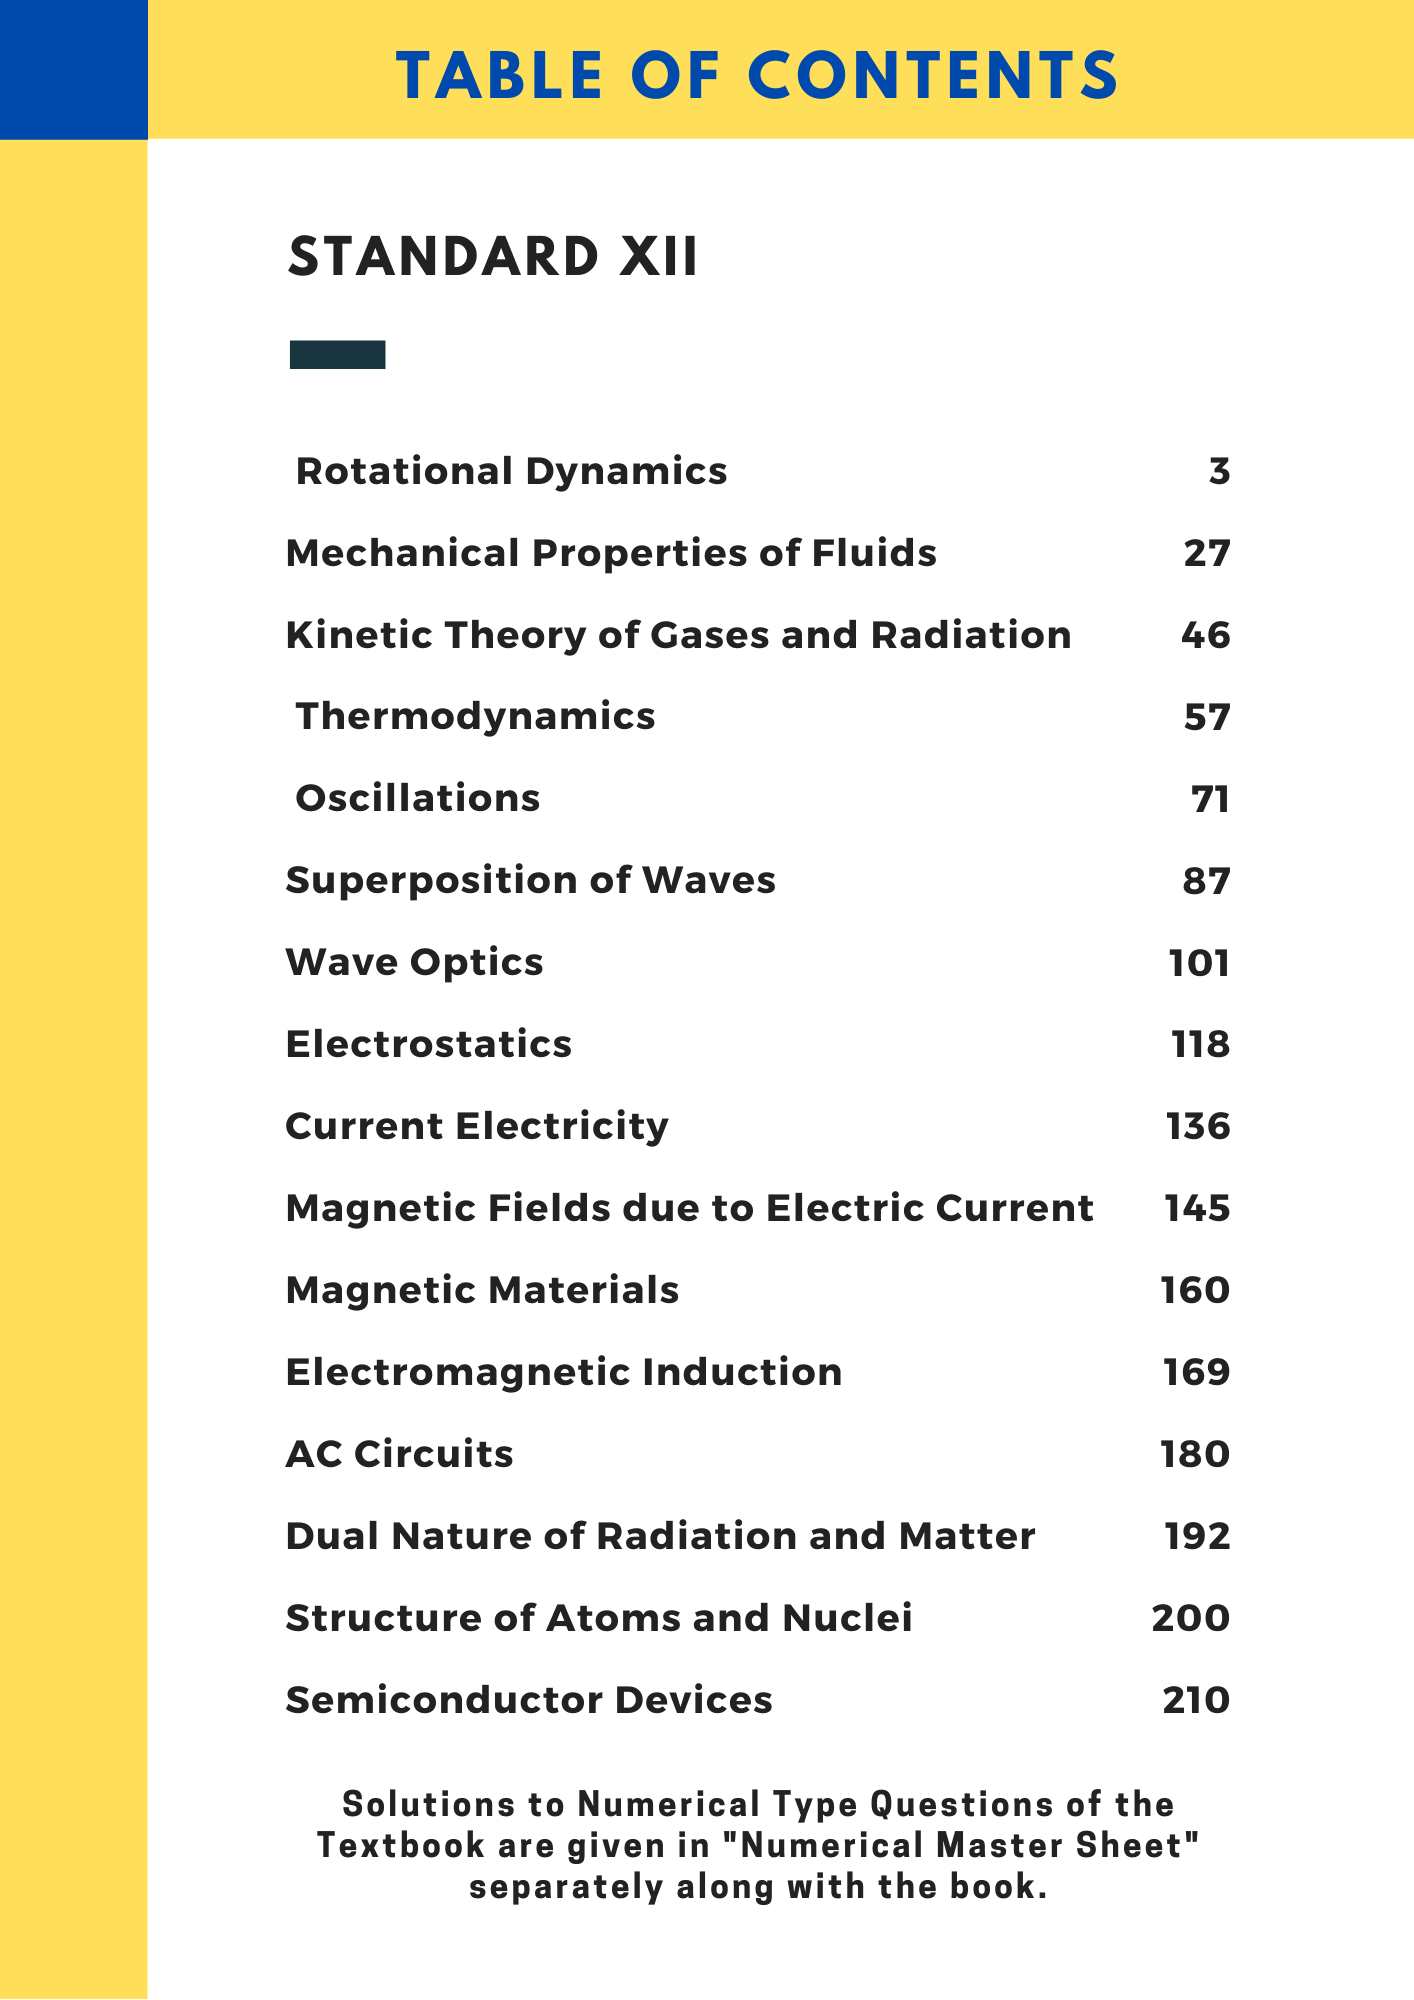 TABLE OF CONTENTS
STANDARD XII
Rotational Dynamics 3
Mechanical Properties of Fluids 27
Kinetic Theory of Gases and Radiation 46
Thermodynamics 57
Oscillations 71
Superposition of Waves 87
Wave Optics 101
Electrostatics 118
Current Electricity 136
Magnetic Fields due to Electric Current 145
Magnetic Materials 160
Electromagnetic Induction 169
AC Circuits 180
Dual Nature of Radiation and Matter 192
Structure of Atoms and Nuclei 200
Semiconductor Devices 210
Solutions to Numerical Type Questions of the
Textbook are given in "Numerical Master Sheet"
separately along with the book.